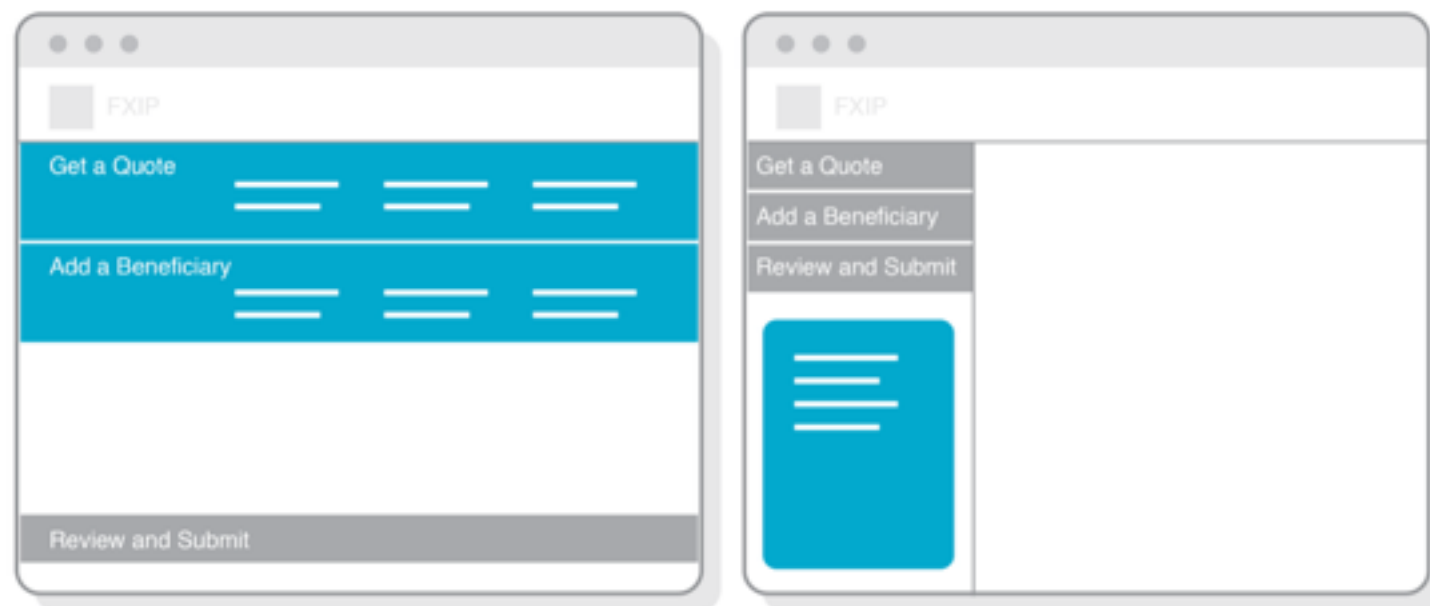 FXIP
Get a Quote
Add a Beneficiary
Review and Submit
FXIP
Get a Quote
Add a Beneficiary
Review and Submit